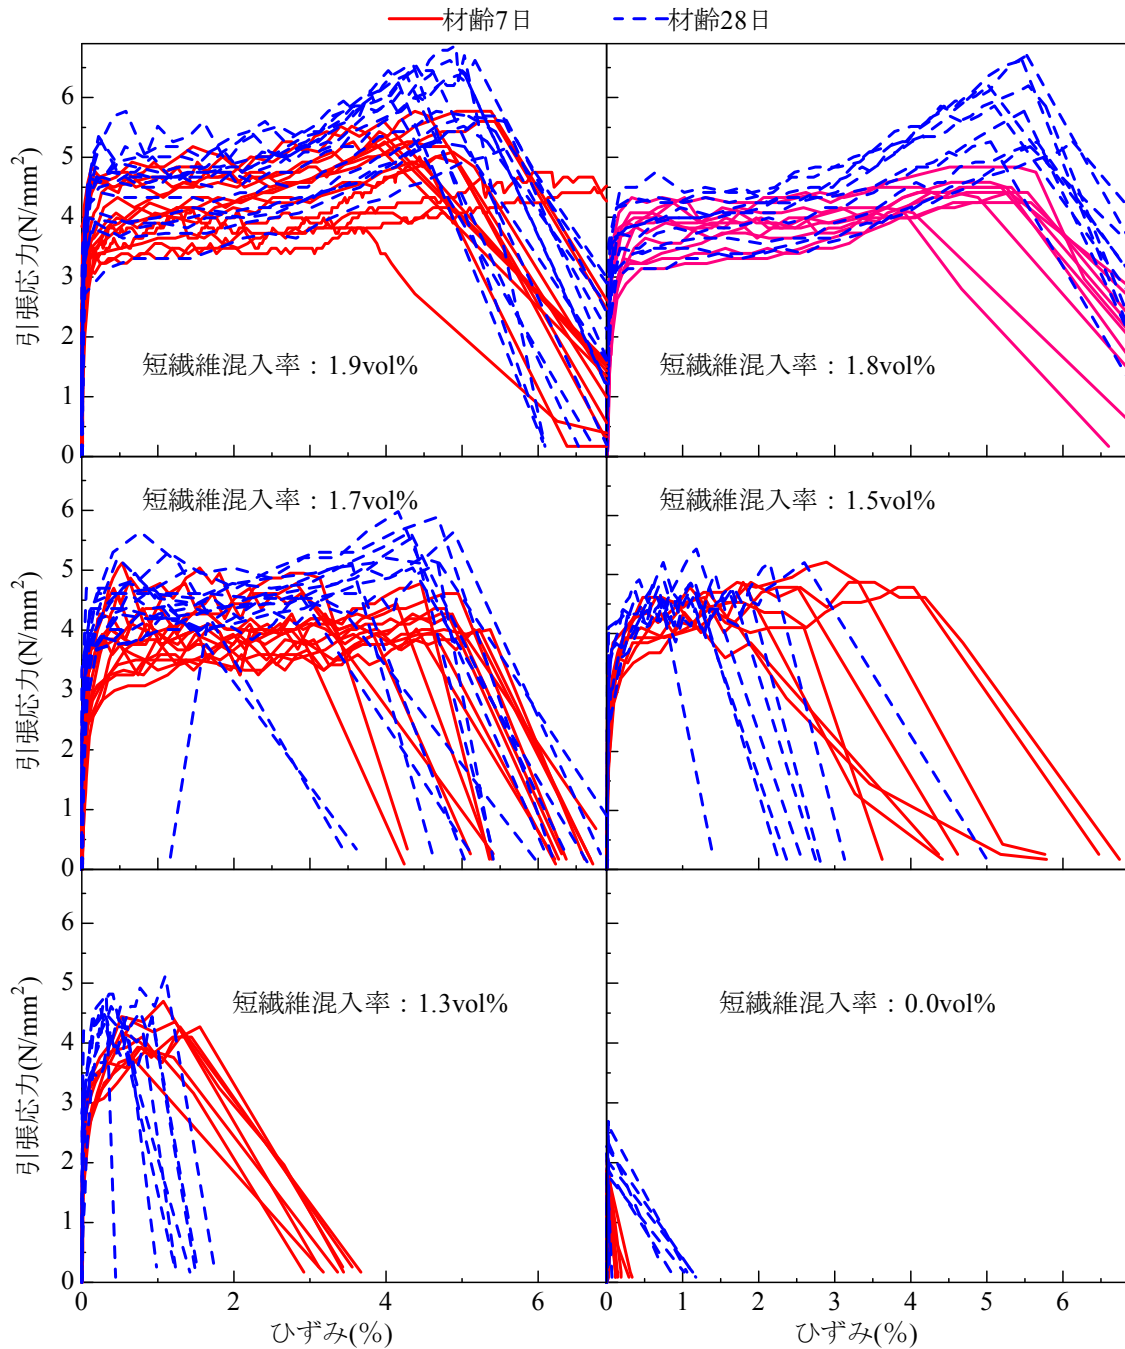 材齢7日 材齢28日
引張応力(N/mm²)
6
5
4
3
2
1
0
短繊維混入率：1.9vol%
短繊維混入率：1.8vol%
引張応力(N/mm²)
6
5
4
3
2
1
0
短繊維混入率：1.7vol%
短繊維混入率：1.5vol%
引張応力(N/mm²)
6
5
4
3
2
1
0
短繊維混入率：1.3vol%
短繊維混入率：0.0vol%
0 2 4 6
0 1 2 3 4 5 6
ひずみ(%)
ひずみ(%)